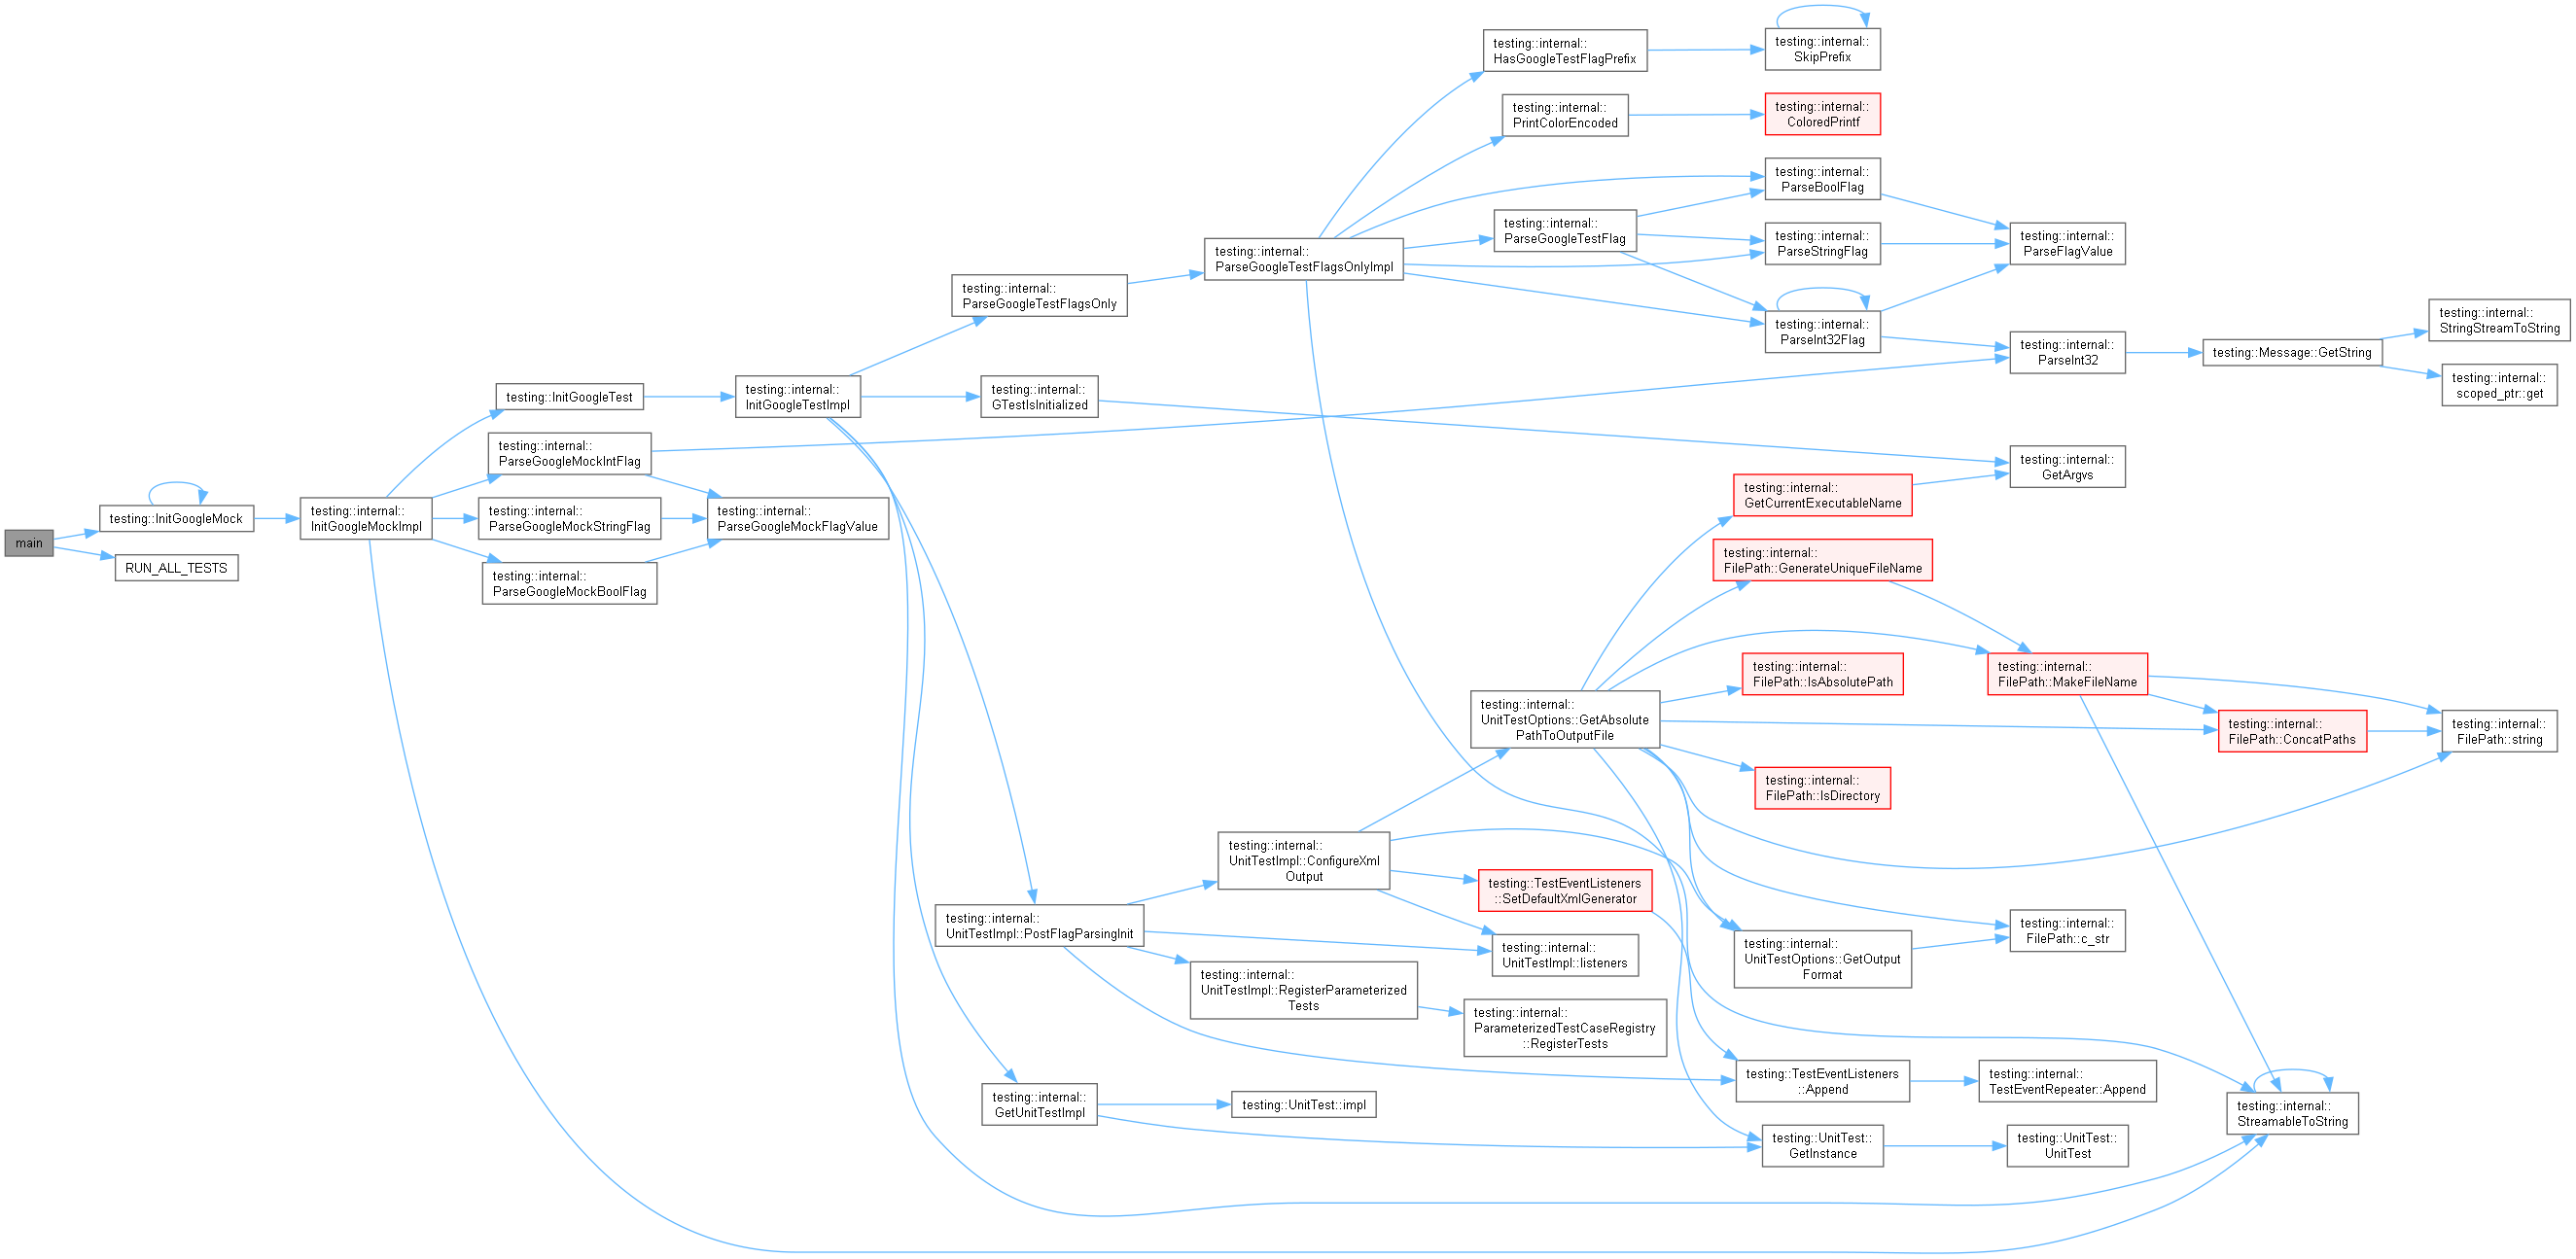 main
testing::InitGoogleMock
RUN_ALL_TESTS
testing::internal::
InitGoogleMockImpl
testing::InitGoogleTest
testing::internal::
ParseGoogleMockIntFlag
testing::internal::
ParseGoogleMockStringFlag
testing::internal::
ParseGoogleMockBoolFlag
testing::internal::
ParseGoogleMockFlagValue
testing::internal::
InitGoogleTestImpl
testing::internal::
ParseGoogleTestFlagsOnly
testing::internal::
GTestIsInitialized
testing::internal::
UnitTestImpl::PostFlagParsingInit
testing::internal::
GetUnitTestImpl
testing::internal::
ParseGoogleTestFlagsOnlyImpl
testing::internal::
UnitTestImpl::ConfigureXml
Output
testing::internal::
UnitTestImpl::RegisterParameterized
Tests
testing::UnitTest::impl
testing::internal::
HasGoogleTestFlagPrefix
testing::internal::
PrintColorEncoded
testing::internal::
ParseGoogleTestFlag
testing::internal::
UnitTestOptions::GetAbsolute
PathToOutputFile
testing::TestEventListeners
::SetDefaultXmlGenerator
testing::internal::
UnitTestImpl::listeners
testing::internal::
ParameterizedTestCaseRegistry
::RegisterTests
testing::internal::
SkipPrefix
testing::internal::
ColoredPrintf
testing::internal::
ParseBoolFlag
testing::internal::
ParseStringFlag
testing::internal::
ParseInt32Flag
testing::internal::
GetCurrentExecutableName
testing::internal::
FilePath::GenerateUniqueFileName
testing::internal::
FilePath::IsAbsolutePath
testing::internal::
FilePath::IsDirectory
testing::internal::
UnitTestOptions::GetOutput
Format
testing::TestEventListeners
::Append
testing::UnitTest::
GetInstance
testing::internal::
ParseFlagValue
testing::internal::
ParseInt32
testing::internal::
GetArgvs
testing::internal::
FilePath::MakeFileName
testing::internal::
FilePath::c_str
testing::internal::
TestEventRepeater::Append
testing::UnitTest::
UnitTest
testing::Message::GetString
testing::internal::
FilePath::ConcatPaths
testing::internal::
StreamableToString
testing::internal::
StringStreamToString
testing::internal::
scoped_ptr::get
testing::internal::
FilePath::string